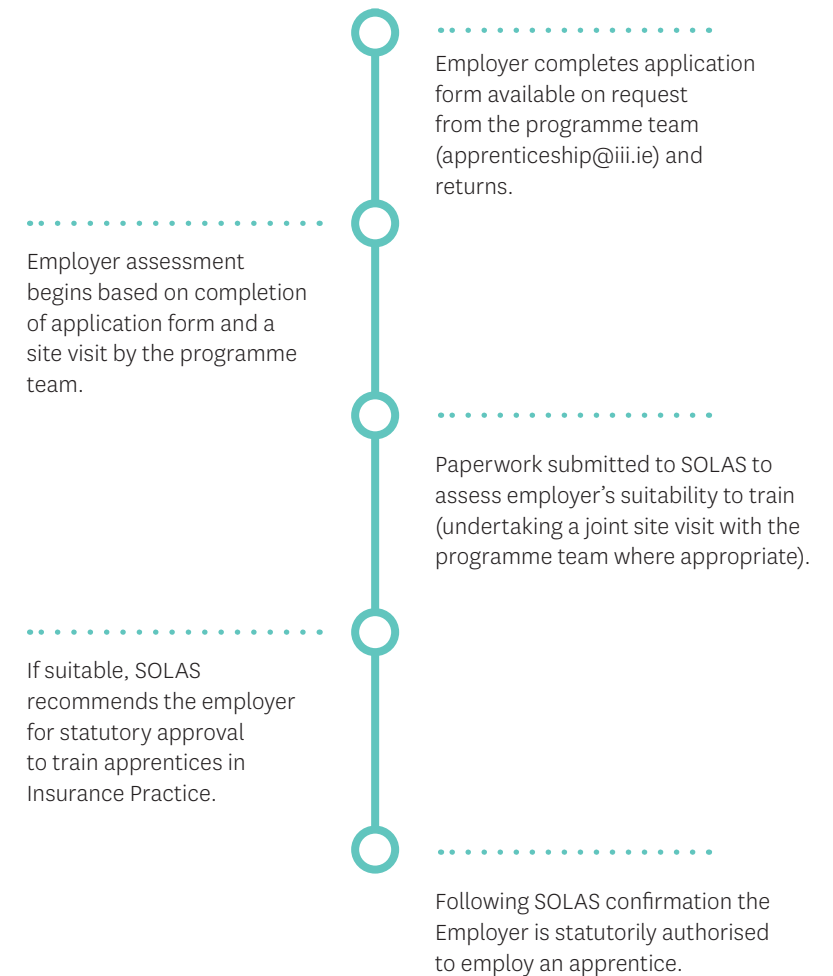 Employer completes application
form available on request
from the programme team
(apprenticeship@iii.ie) and
returns.
Employer assessment
begins based on completion
of application form and a
site visit by the programme
team.
Paperwork submitted to SOLAS to
assess employer’s suitability to train
(undertaking a joint site visit with the
programme team where appropriate).
If suitable, SOLAS
recommends the employer
for statutory approval
to train apprentices in
Insurance Practice.
Following SOLAS confirmation the
Employer is statutorily authorised
to employ an apprentice.